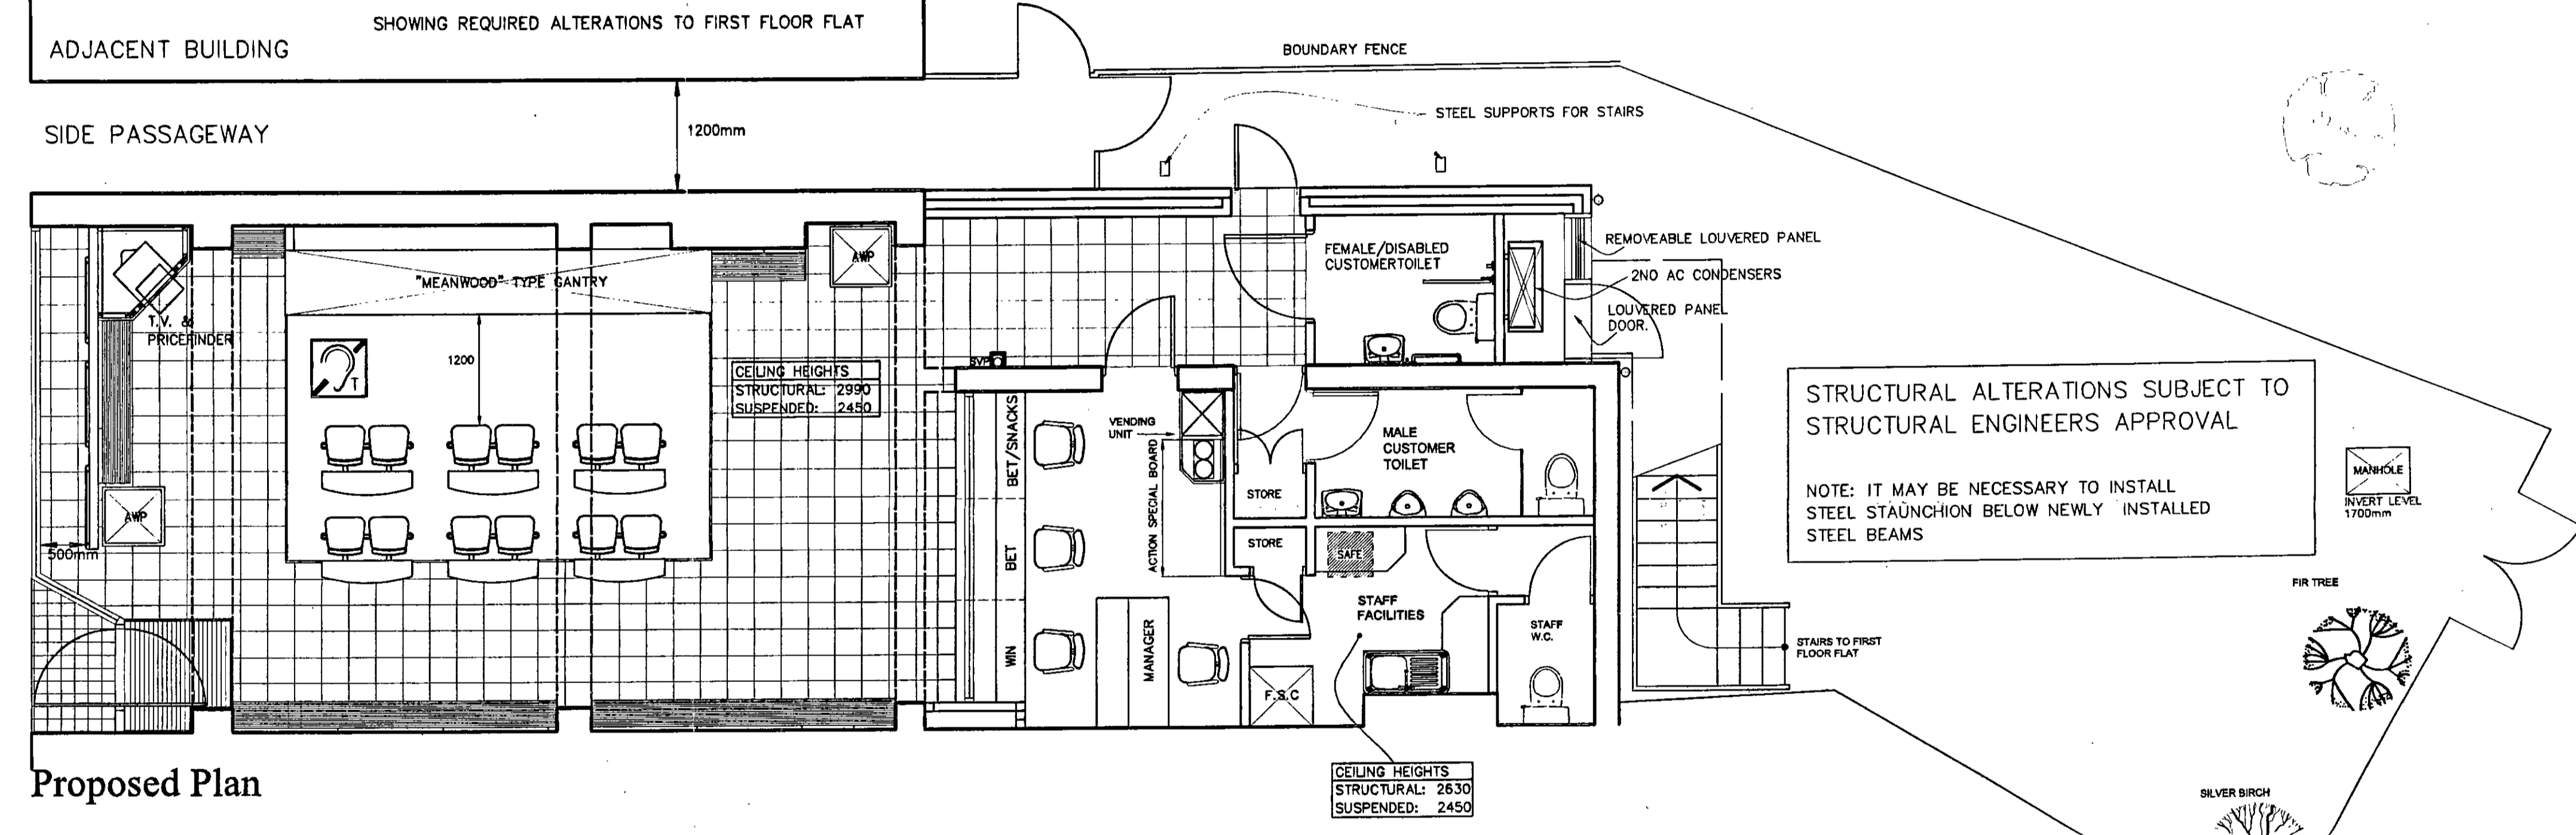 SHOWING REQUIRED ALTERATIONS TO FIRST FLOOR FLAT
ADJACENT BUILDING
BOUNDARY FENCE
SIDE PASSAGEWAY
1200mm
STEEL SUPPORTS FOR STAIRS
"MEANWOOD" TYPE GANTRY
AWP
T.V. &
PRICEFINDER
1200
T
CEILING HEIGHTS
STRUCTURAL: 2990
SUSPENDED: 2450
SVP
FEMALE/DISABLED
CUSTOMERTOILET
REMOVEABLE LOUVERED PANEL
2NO AC CONDENSERS
LOUVERED PANEL
DOOR.
AWP
500mm
BET/SNACKS
BET
WIN
VENDING
UNIT
ACTION SPECIAL BOARD
MANAGER
STORE
STORE
MALE
CUSTOMER
TOILET
SAFE
STAFF
FACILITIES
STAFF
W.C.
F.S.C
STAIRS TO FIRST
FLOOR FLAT
STRUCTURAL ALTERATIONS SUBJECT TO
STRUCTURAL ENGINEERS APPROVAL
NOTE: IT MAY BE NECESSARY TO INSTALL
STEEL STAUNCHION BELOW NEWLY INSTALLED
STEEL BEAMS
MANHOLE
INVERT LEVEL
1700mm
FIR TREE
SILVER BIRCH
CEILING HEIGHTS
STRUCTURAL: 2630
SUSPENDED: 2450
Proposed Plan